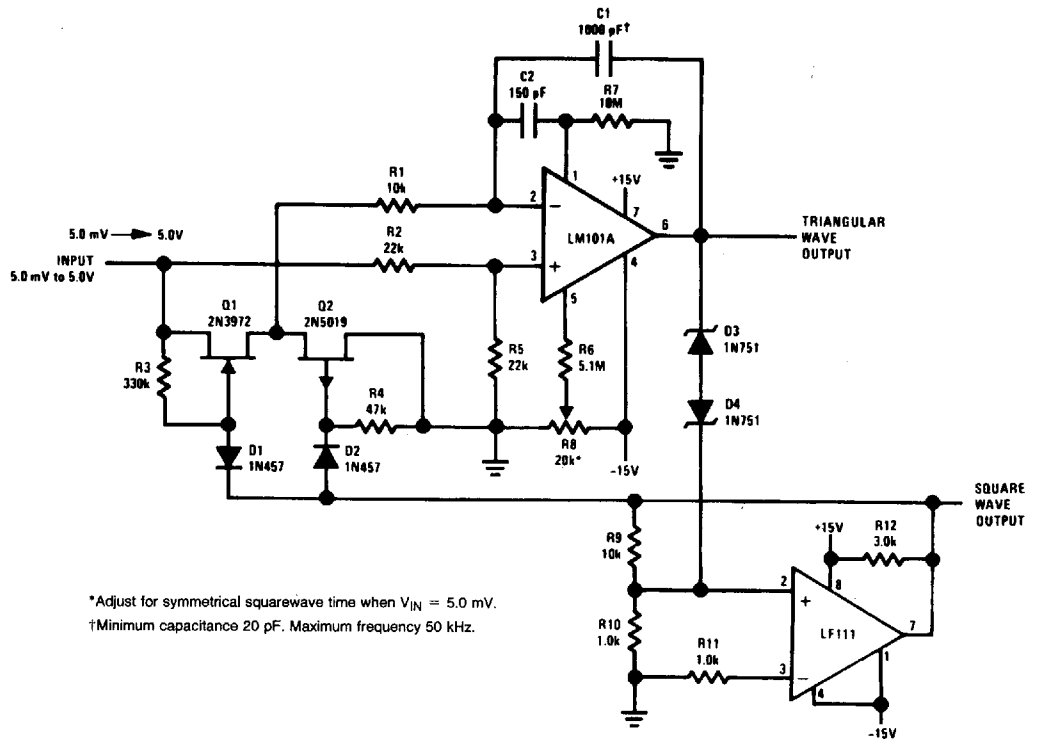 C1
1000 pF†
C2
150 pF
R7
10M
R1
10k
+15V
1
2
−
7
6
LM101A
TRIANGULAR
WAVE
OUTPUT
5.0 mV → 5.0V
R2
22k
INPUT
5.0 mV to 5.0V
3
+
4
5
Q1
2N3972
Q2
2N5019
R3
330k
R5
22k
R6
5.1M
D3
1N751
R4
47k
D4
1N751
D1
1N457
D2
1N457
R8
20k*
-15V
SQUARE
WAVE
OUTPUT
+15V
R12
3.0k
R9
10k
8
2
+
R10
1.0k
LF111
7
R11
1.0k
3
−
1
4
-15V
*Adjust for symmetrical squarewave time when VIN = 5.0 mV.
†Minimum capacitance 20 pF. Maximum frequency 50 kHz.